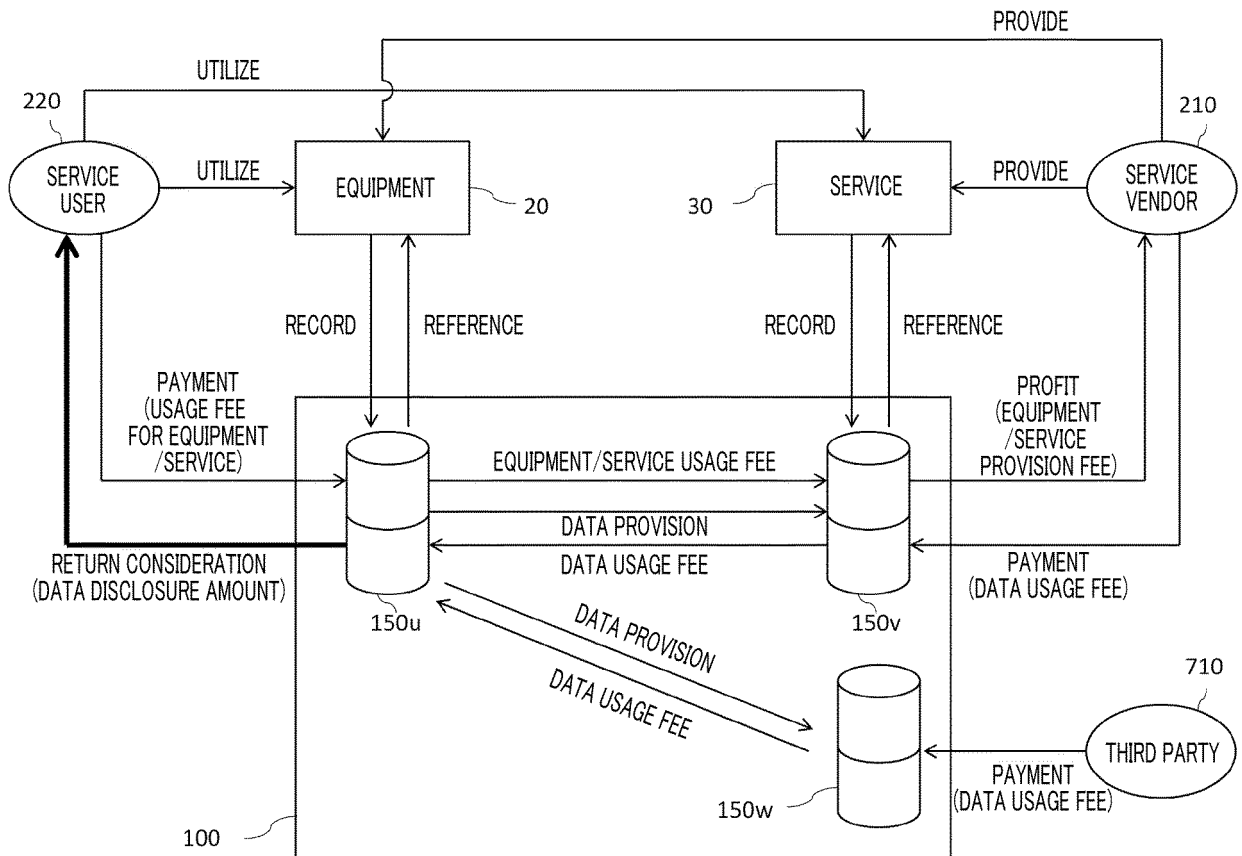 PROVIDE
UTILIZE
220
210
SERVICE
USER
UTILIZE
EQUIPMENT
20
30
SERVICE
PROVIDE
SERVICE
VENDOR
RECORD
REFERENCE
RECORD
REFERENCE
PAYMENT
(USAGE FEE
FOR EQUIPMENT
/SERVICE)
EQUIPMENT/SERVICE USAGE FEE
PROFIT
(EQUIPMENT
/SERVICE
PROVISION FEE)
DATA PROVISION
DATA USAGE FEE
RETURN CONSIDERATION
(DATA DISCLOSURE AMOUNT)
PAYMENT
(DATA USAGE FEE)
150u
150v
DATA PROVISION
DATA USAGE FEE
710
THIRD PARTY
PAYMENT
(DATA USAGE FEE)
150w
100